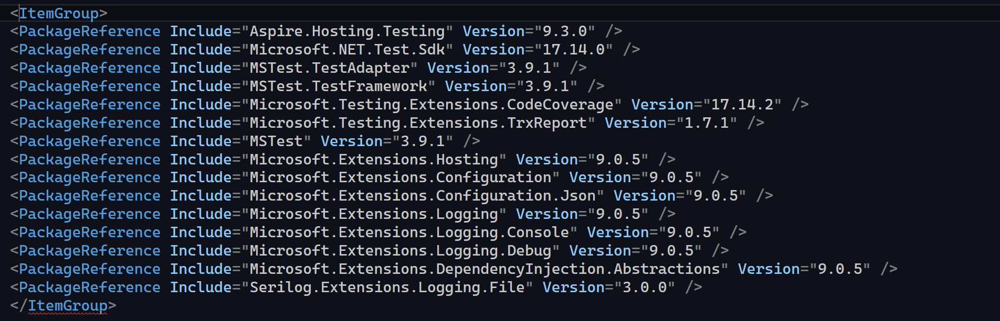 <ItemGroup>
<PackageReference Include="Aspire.Hosting.Testing" Version="9.3.0" />
<PackageReference Include="Microsoft.NET.Test.Sdk" Version="17.14.0" />
<PackageReference Include="MSTest.TestAdapter" Version="3.9.1" />
<PackageReference Include="MSTest.TestFramework" Version="3.9.1" />
<PackageReference Include="Microsoft.Testing.Extensions.CodeCoverage" Version="17.14.2" />
<PackageReference Include="Microsoft.Testing.Extensions.TrxReport" Version="1.7.1" />
<PackageReference Include="MSTest" Version="3.9.1" />
<PackageReference Include="Microsoft.Extensions.Hosting" Version="9.0.5" />
<PackageReference Include="Microsoft.Extensions.Configuration" Version="9.0.5" />
<PackageReference Include="Microsoft.Extensions.Configuration.Json" Version="9.0.5" />
<PackageReference Include="Microsoft.Extensions.Logging" Version="9.0.5" />
<PackageReference Include="Microsoft.Extensions.Logging.Console" Version="9.0.5" />
<PackageReference Include="Microsoft.Extensions.Logging.Debug" Version="9.0.5" />
<PackageReference Include="Microsoft.Extensions.DependencyInjection.Abstractions" Version="9.0.5" />
<PackageReference Include="Serilog.Extensions.Logging.File" Version="3.0.0" />
</ItemGroup>